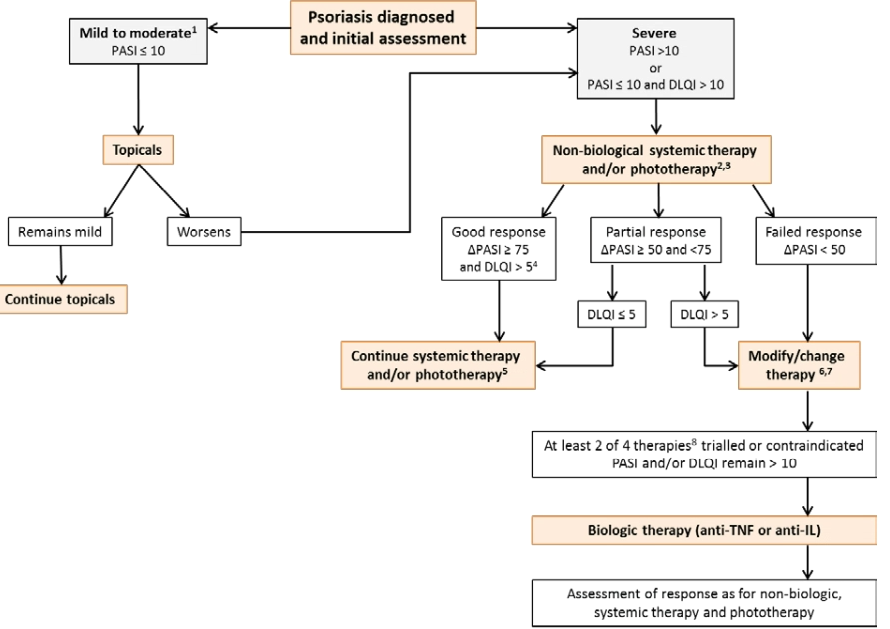 Psoriasis diagnosed
and initial assessment
Mild to moderate¹
PASI ≤ 10
Severe
PASI >10
or
PASI ≤ 10 and DLQI > 10
Topicals
Non-biological systemic therapy
and/or phototherapy²,³
Remains mild
Worsens
Good response
ΔPASI ≥ 75
and DLQI > 5⁴
Partial response
ΔPASI ≥ 50 and <75
Failed response
ΔPASI < 50
Continue topicals
DLQI ≤ 5
DLQI > 5
Continue systemic therapy
and/or phototherapy⁵
Modify/change
therapy ⁶,⁷
At least 2 of 4 therapies⁸ trialled or contraindicated
PASI and/or DLQI remain > 10
Biologic therapy (anti-TNF or anti-IL)
Assessment of response as for non-biologic,
systemic therapy and phototherapy